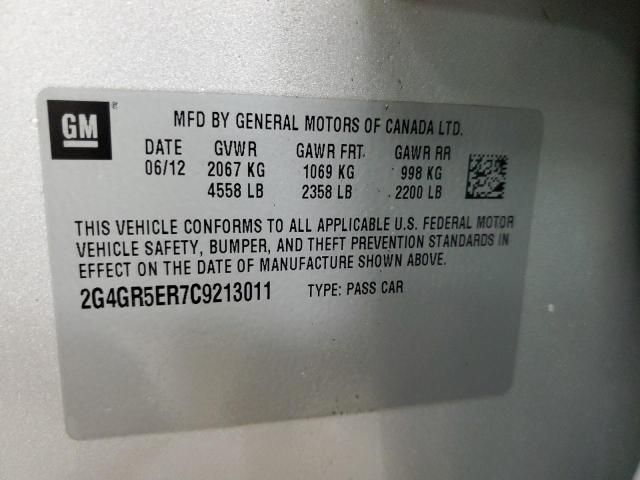 GM
MFD BY GENERAL MOTORS OF CANADA LTD.
DATE GVWR GAWR FRT GAWR RR
06/12 2067 KG 1069 KG 998 KG
4558 LB 2358 LB 2200 LB
THIS VEHICLE CONFORMS TO ALL APPLICABLE U.S. FEDERAL MOTOR
VEHICLE SAFETY, BUMPER, AND THEFT PREVENTION STANDARDS IN
EFFECT ON THE DATE OF MANUFACTURE SHOWN ABOVE.
2G4GR5ER7C9213011 TYPE: PASS CAR